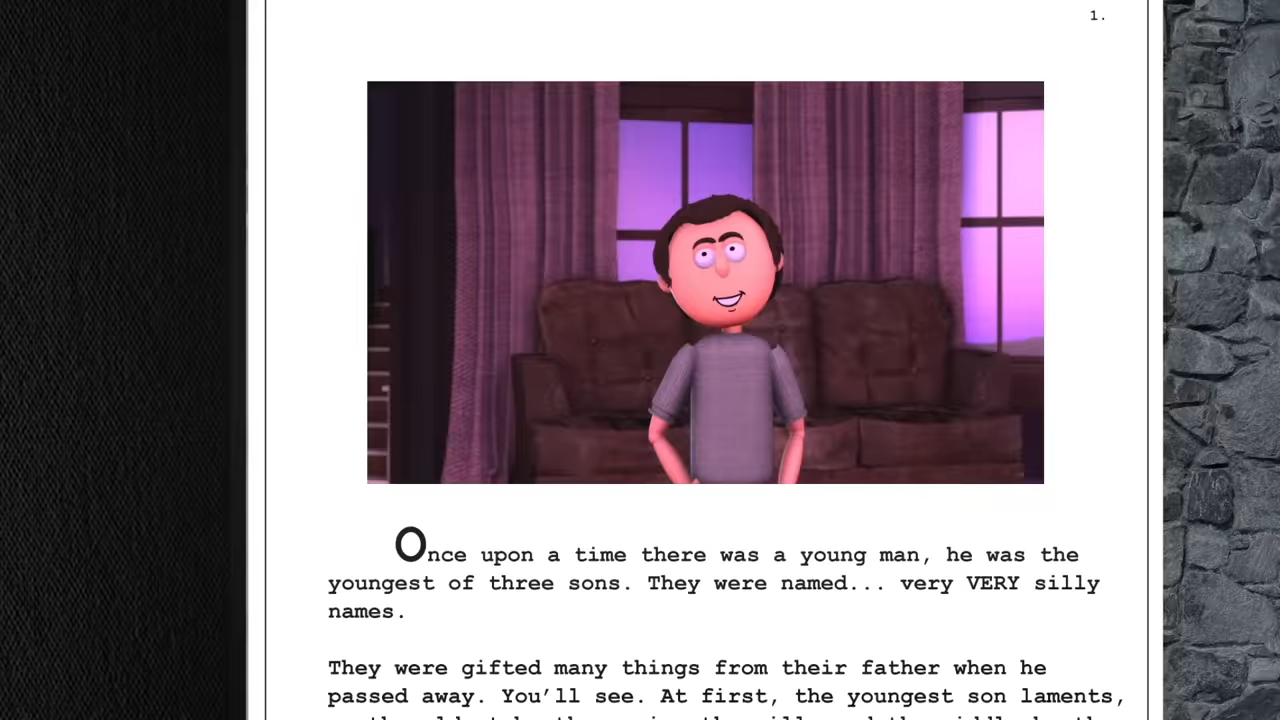 1.
Once upon a time there was a young man, he was the
youngest of three sons. They were named... very VERY silly
names.
They were gifted many things from their father when he
passed away. You’ll see. At first, the youngest son laments,